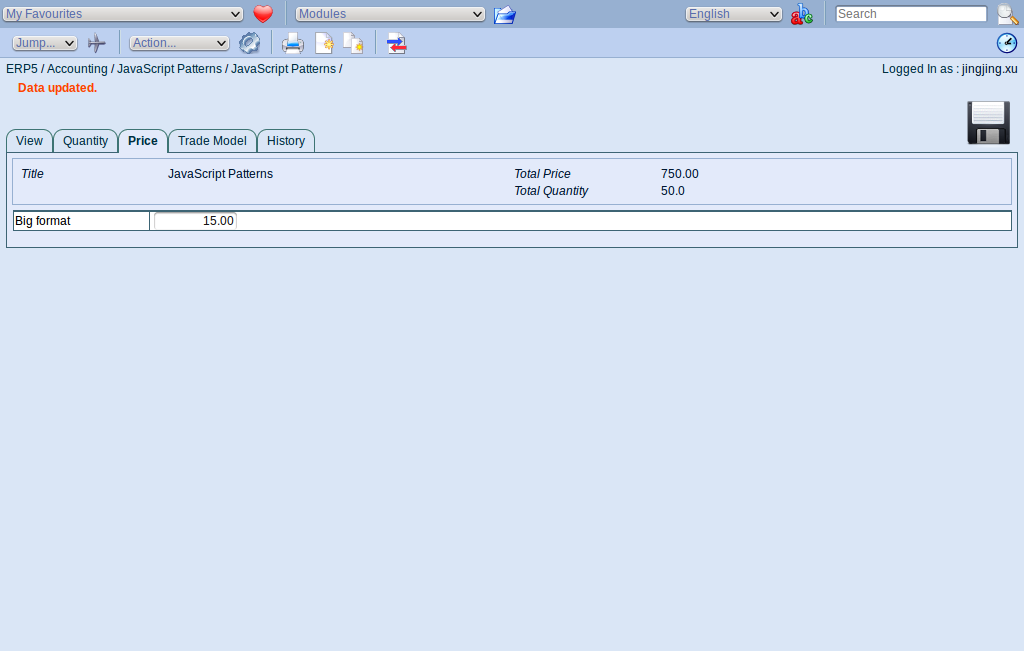 My Favourites Modules English Search
Jump... Action...
ERP5 / Accounting / JavaScript Patterns / JavaScript Patterns / Logged In as : jingjing.xu
Data updated.
View Quantity Price Trade Model History
Title JavaScript Patterns Total Price 750.00
Total Quantity 50.0
Big format 15.00